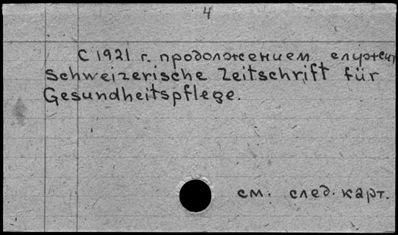 4
С 1921 г. продолжением служит
Schweizerische Zeitschrift für
Gesundheitspflege.
см. след. карт.